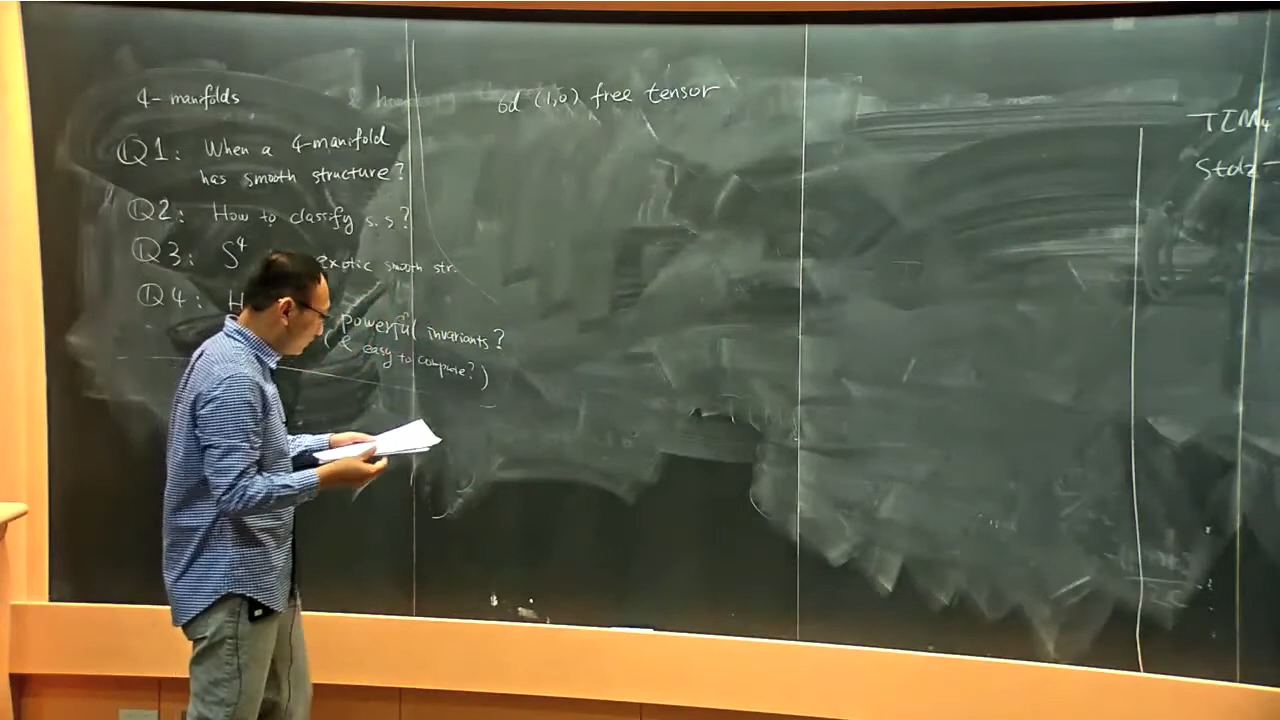 4-manifolds
Q1: When a 4-manifold
has smooth structure?
Q2: How to classify s.s?
Q3: S⁴ exotic smooth str.
Q4: H
powerful invariants?
(& easy to compute?)
6d (1,0) free tensor